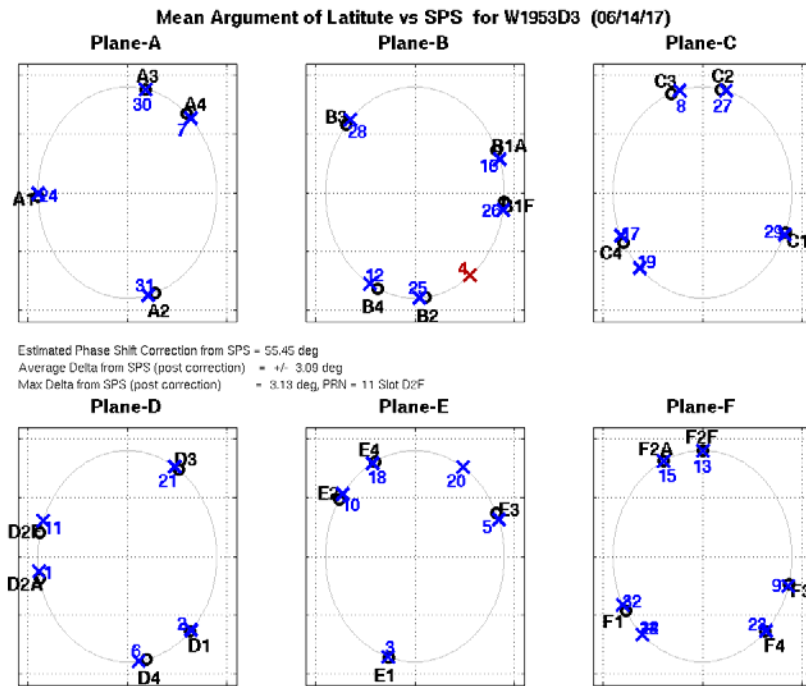 Mean Argument of Latitute vs SPS for W1953D3 (06/14/17)
Plane-A
A3
30
A4
7
A1
24
31
A2
Plane-B
B3
28
B1A
16
B1F
26
4
12
B4
25
B2
Plane-C
C3
8
C2
27
17
C4
19
29
C1
Estimated Phase Shift Correction from SPS = 55.45 deg
Average Delta from SPS (post correction) = +/- 3.09 deg
Max Delta from SPS (post correction) = 3.13 deg, PRN = 11 Slot D2F
Plane-D
D3
21
D2F
11
D2A
1
2
D1
6
D4
Plane-E
E4
18
20
E2
10
E3
5
3
E1
Plane-F
F2A
15
F2F
13
F3
32
F1
23
F4